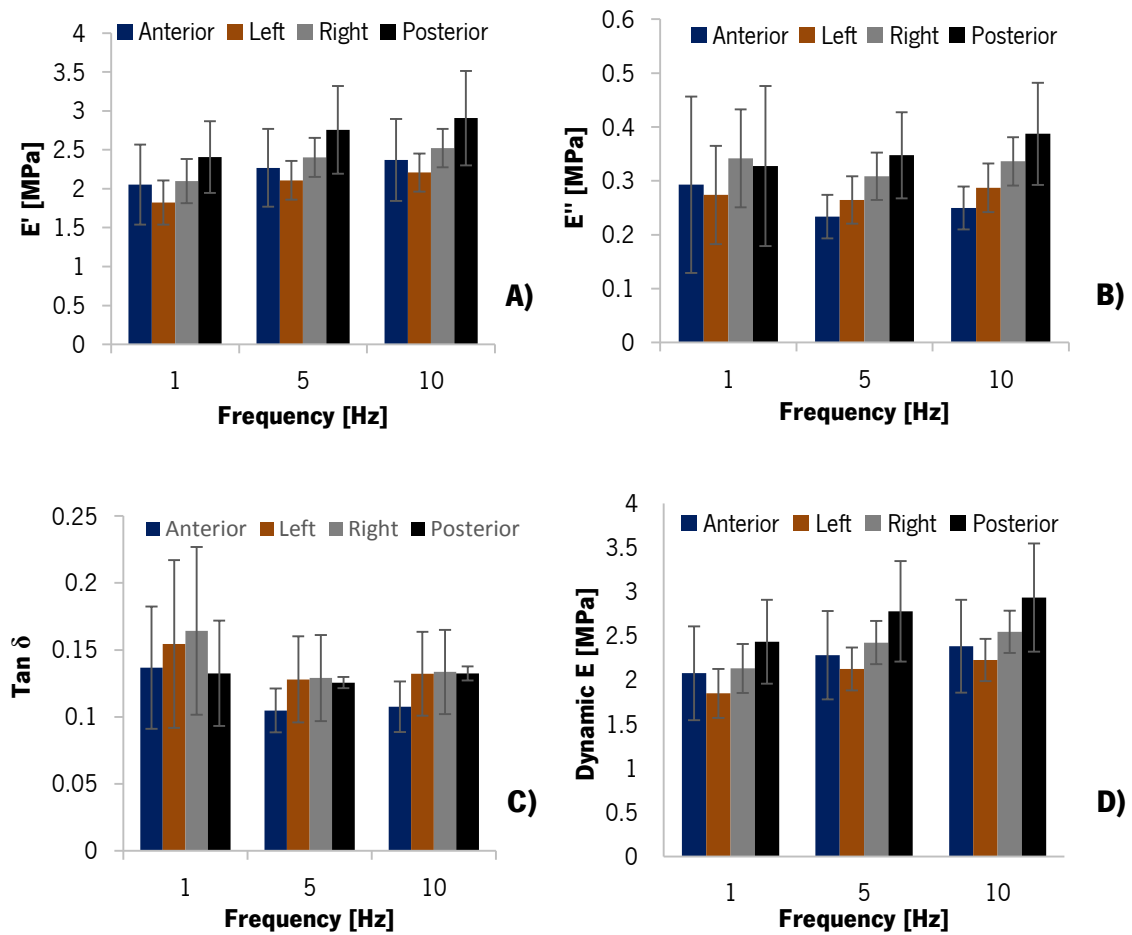 Anterior Left Right Posterior
4
3.5
3
2.5
2
1.5
1
0.5
0
E' [MPa]
1 5 10
Frequency [Hz]
A)
Anterior Left Right Posterior
0.6
0.5
0.4
0.3
0.2
0.1
0
E'' [MPa]
1 5 10
Frequency [Hz]
B)
Anterior Left Right Posterior
0.25
0.2
0.15
0.1
0.05
0
Tan δ
1 5 10
Frequency [Hz]
C)
Anterior Left Right Posterior
4
3.5
3
2.5
2
1.5
1
0.5
0
Dynamic E [MPa]
1 5 10
Frequency [Hz]
D)